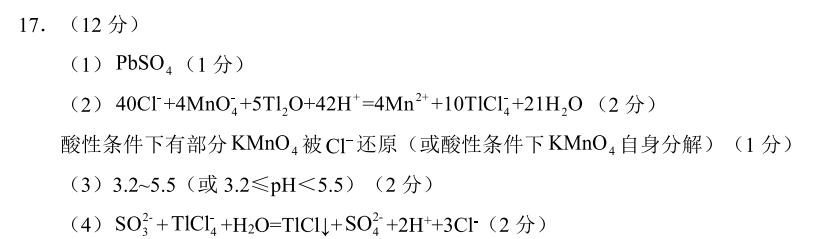 17. （12 分）
（1）PbSO₄（1 分）
（2）40Cl⁻+4MnO₄⁻+5Tl₂O+42H⁺=4Mn²⁺+10TlCl₄⁻+21H₂O（2 分）
酸性条件下有部分 KMnO₄ 被 Cl⁻ 还原（或酸性条件下 KMnO₄ 自身分解）（1 分）
（3）3.2~5.5（或 3.2≤pH＜5.5）（2 分）
（4）SO₃²⁻+TlCl₄⁻+H₂O=TlCl↓+SO₄²⁻+2H⁺+3Cl⁻（2 分）